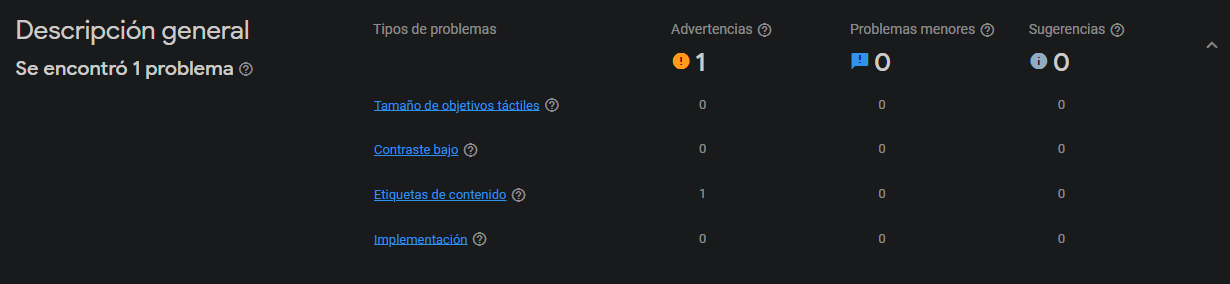 Descripción general
Se encontró 1 problema
Tipos de problemas Advertencias Problemas menores Sugerencias
1 0 0
Tamaño de objetivos táctiles 0 0 0
Contraste bajo 0 0 0
Etiquetas de contenido 1 0 0
Implementación 0 0 0